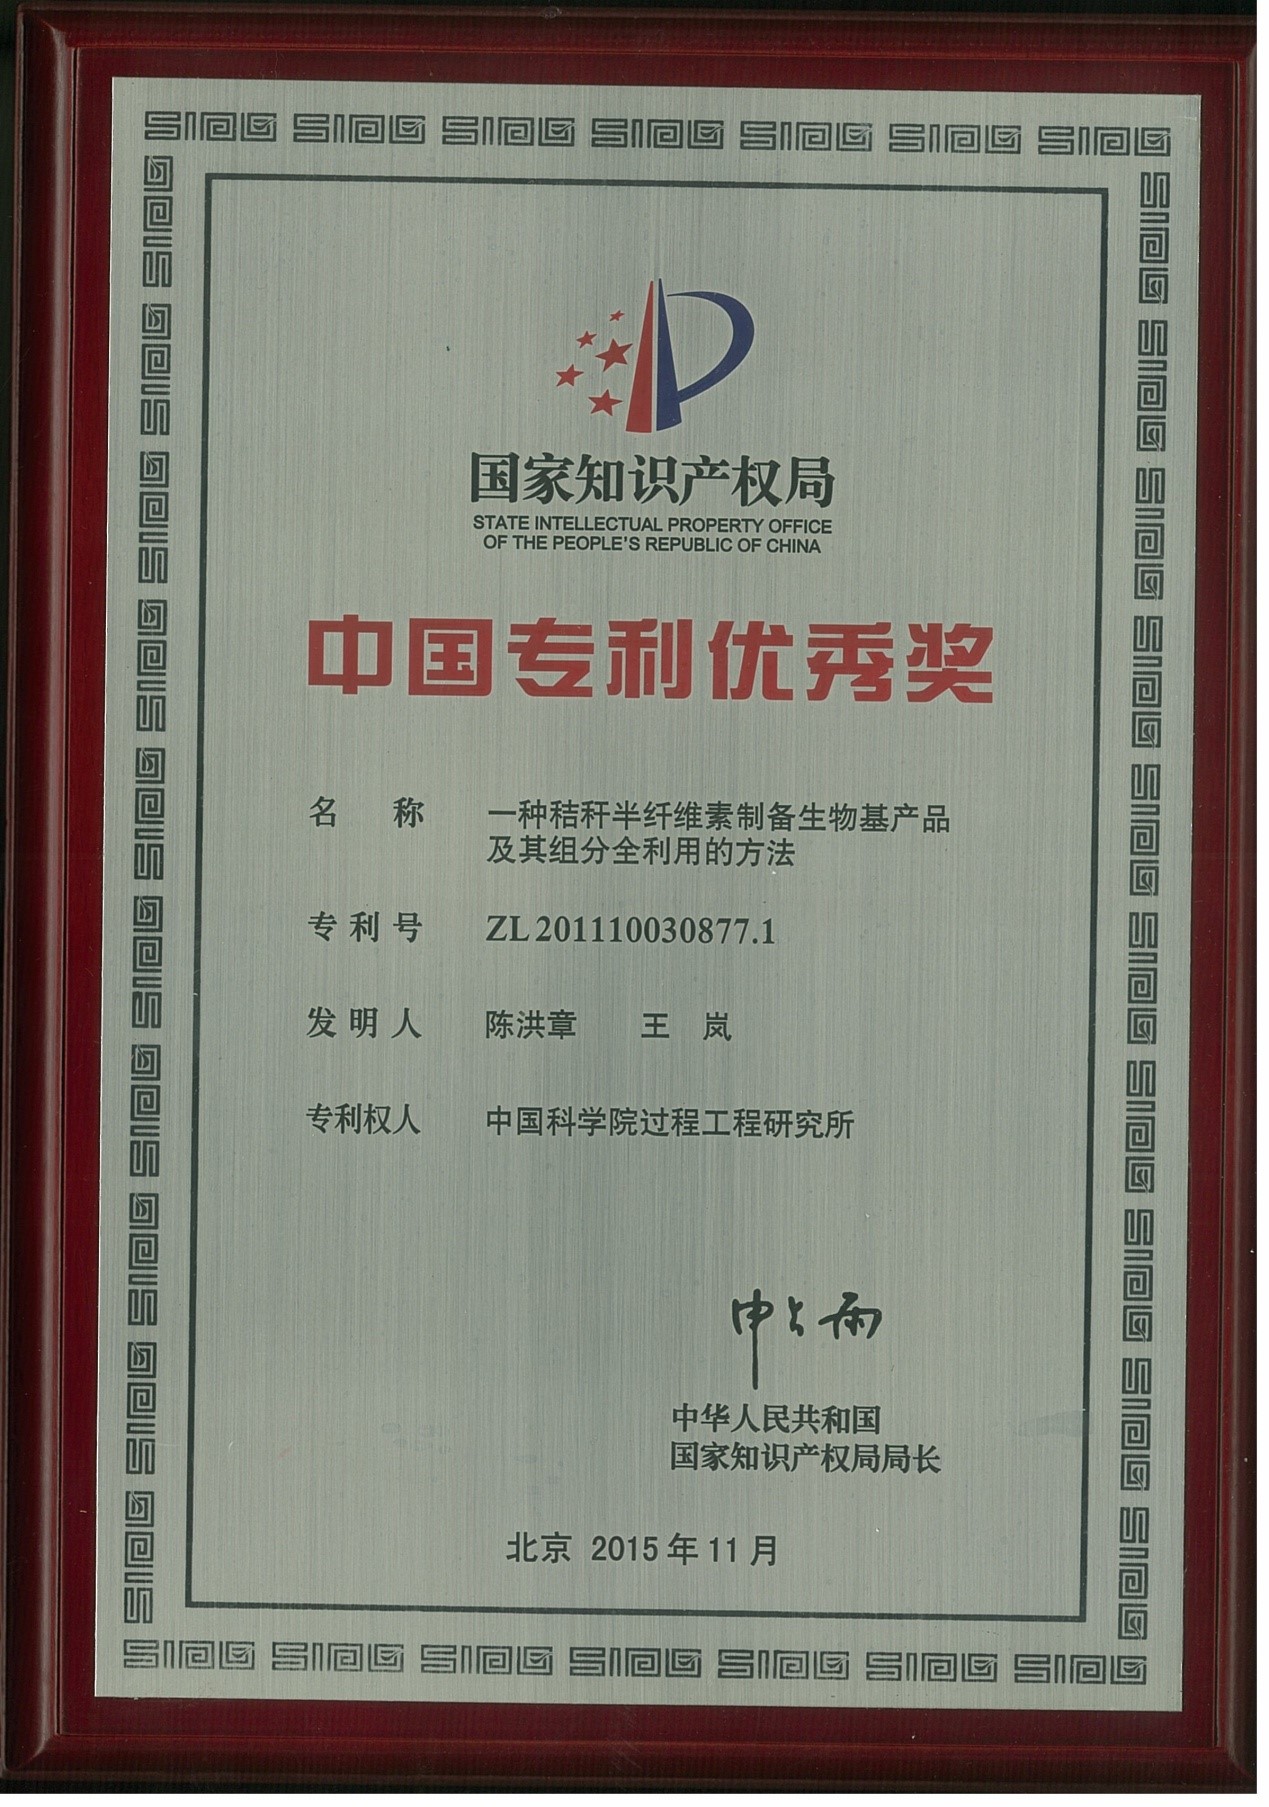 国家知识产权局
STATE INTELLECTUAL PROPERTY OFFICE
OF THE PEOPLE'S REPUBLIC OF CHINA
中国专利优秀奖
名 称 一种秸秆半纤维素制备生物基产品
及其组分全利用的方法
专利号 ZL 201110030877.1
发明人 陈洪章 王 岚
专利权人 中国科学院过程工程研究所
申长雨
中华人民共和国
国家知识产权局局长
北京 2015年11月